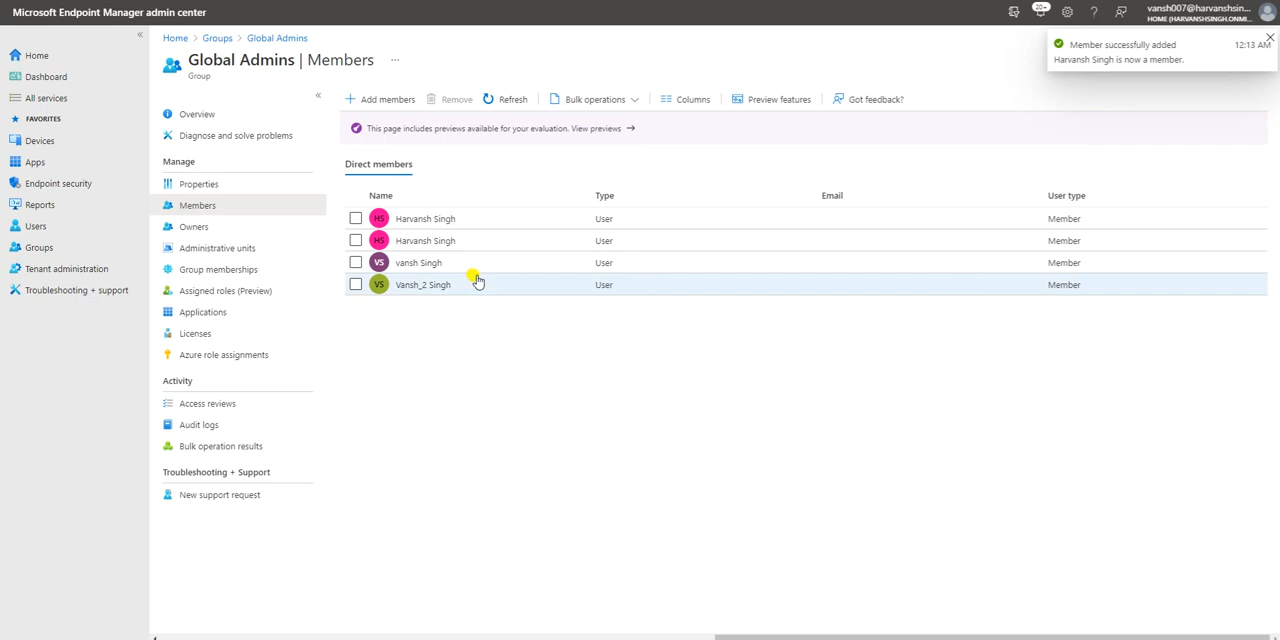 Microsoft Endpoint Manager admin center
20+
vansh007@harvanshsin...
HOME (HARVANSHSINGH.ONMI...
Home
Dashboard
All services
FAVORITES
Devices
Apps
Endpoint security
Reports
Users
Groups
Tenant administration
Troubleshooting + support
Home > Groups > Global Admins
Global Admins | Members ...
Group
Member successfully added 12:13 AM
Harvansh Singh is now a member.
Overview
Diagnose and solve problems
Manage
Properties
Members
Owners
Administrative units
Group memberships
Assigned roles (Preview)
Applications
Licenses
Azure role assignments
Activity
Access reviews
Audit logs
Bulk operation results
Troubleshooting + Support
New support request
Add members Remove Refresh Bulk operations Columns Preview features Got feedback?
This page includes previews available for your evaluation. View previews →
Direct members
Name Type Email User type
HS Harvansh Singh User Member
HS Harvansh Singh User Member
VS vansh Singh User Member
VS Vansh_2 Singh User Member